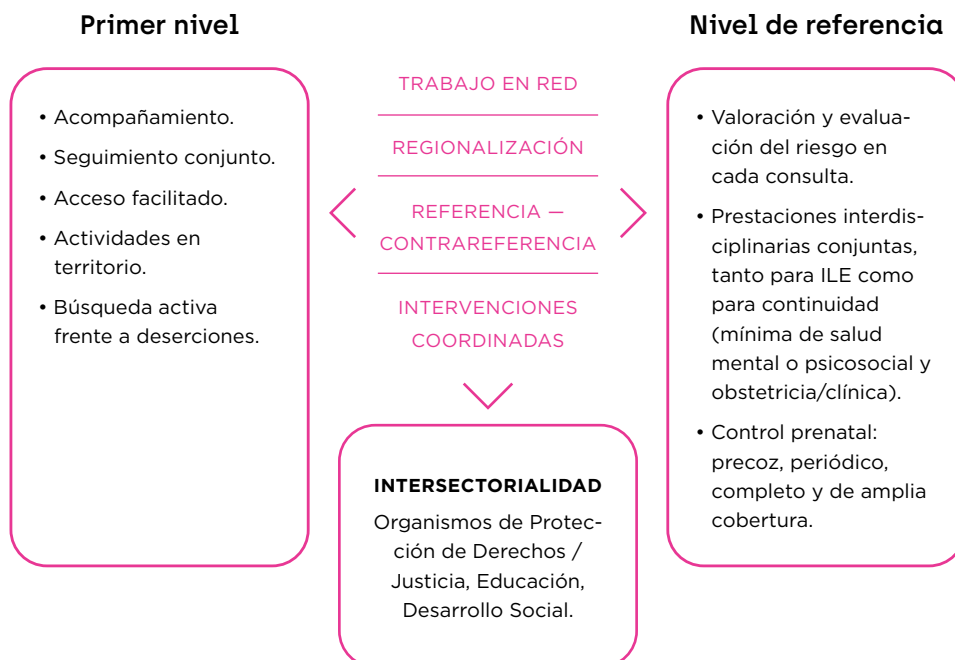 Primer nivel
• Acompañamiento.
• Seguimiento conjunto.
• Acceso facilitado.
• Actividades en
territorio.
• Búsqueda activa
frente a deserciones.
TRABAJO EN RED
REGIONALIZACIÓN
REFERENCIA —
CONTRAREFERENCIA
INTERVENCIONES
COORDINADAS
Nivel de referencia
• Valoración y evalua-
ción del riesgo en
cada consulta.
• Prestaciones interdis-
ciplinarias conjuntas,
tanto para ILE como
para continuidad
(mínima de salud
mental o psicosocial y
obstetricia/clínica).
• Control prenatal:
precoz, periódico,
completo y de amplia
cobertura.
INTERSECTORIALIDAD
Organismos de Protec-
ción de Derechos /
Justicia, Educación,
Desarrollo Social.